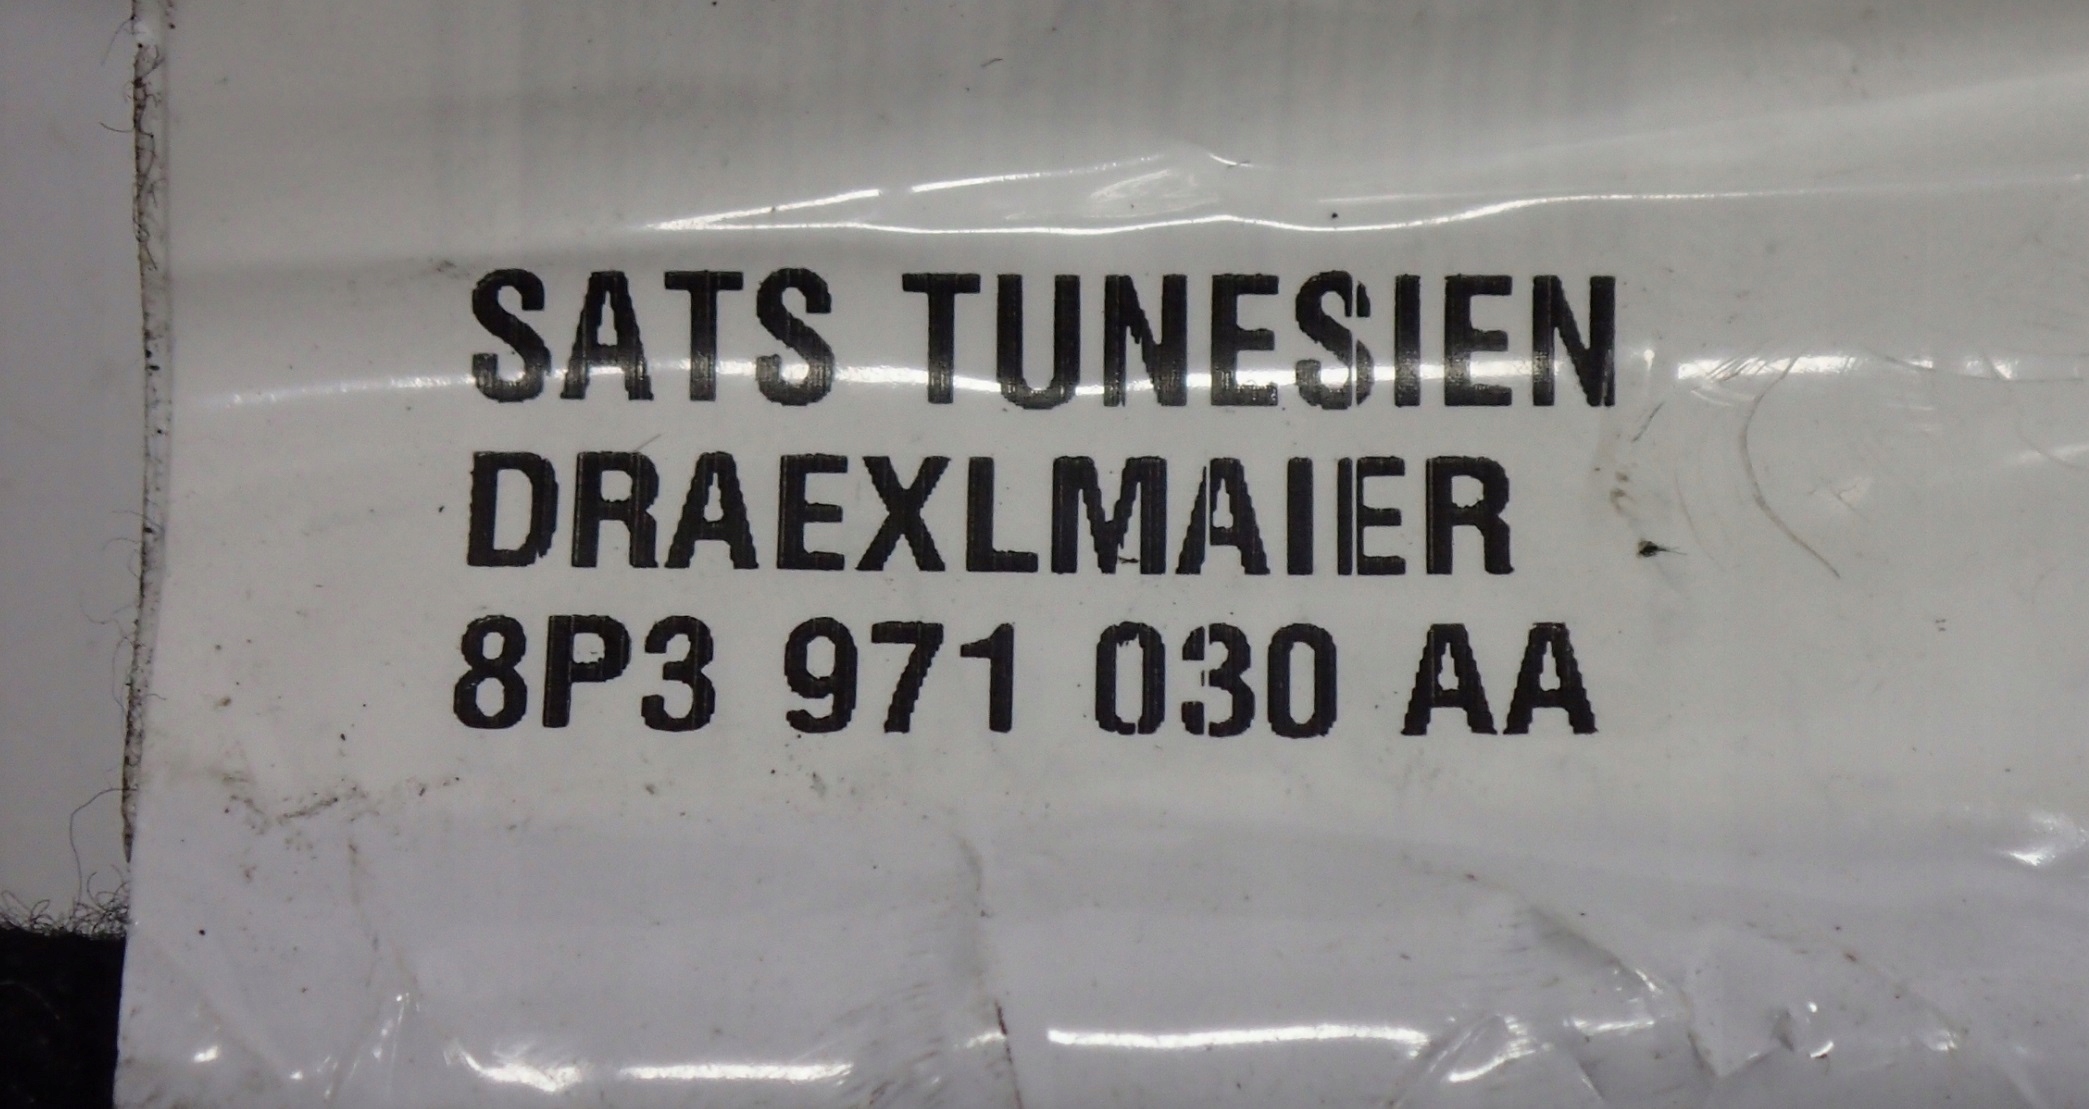 SATS TUNESIEN
DRAEXLMAIER
8P3 971 030 AA